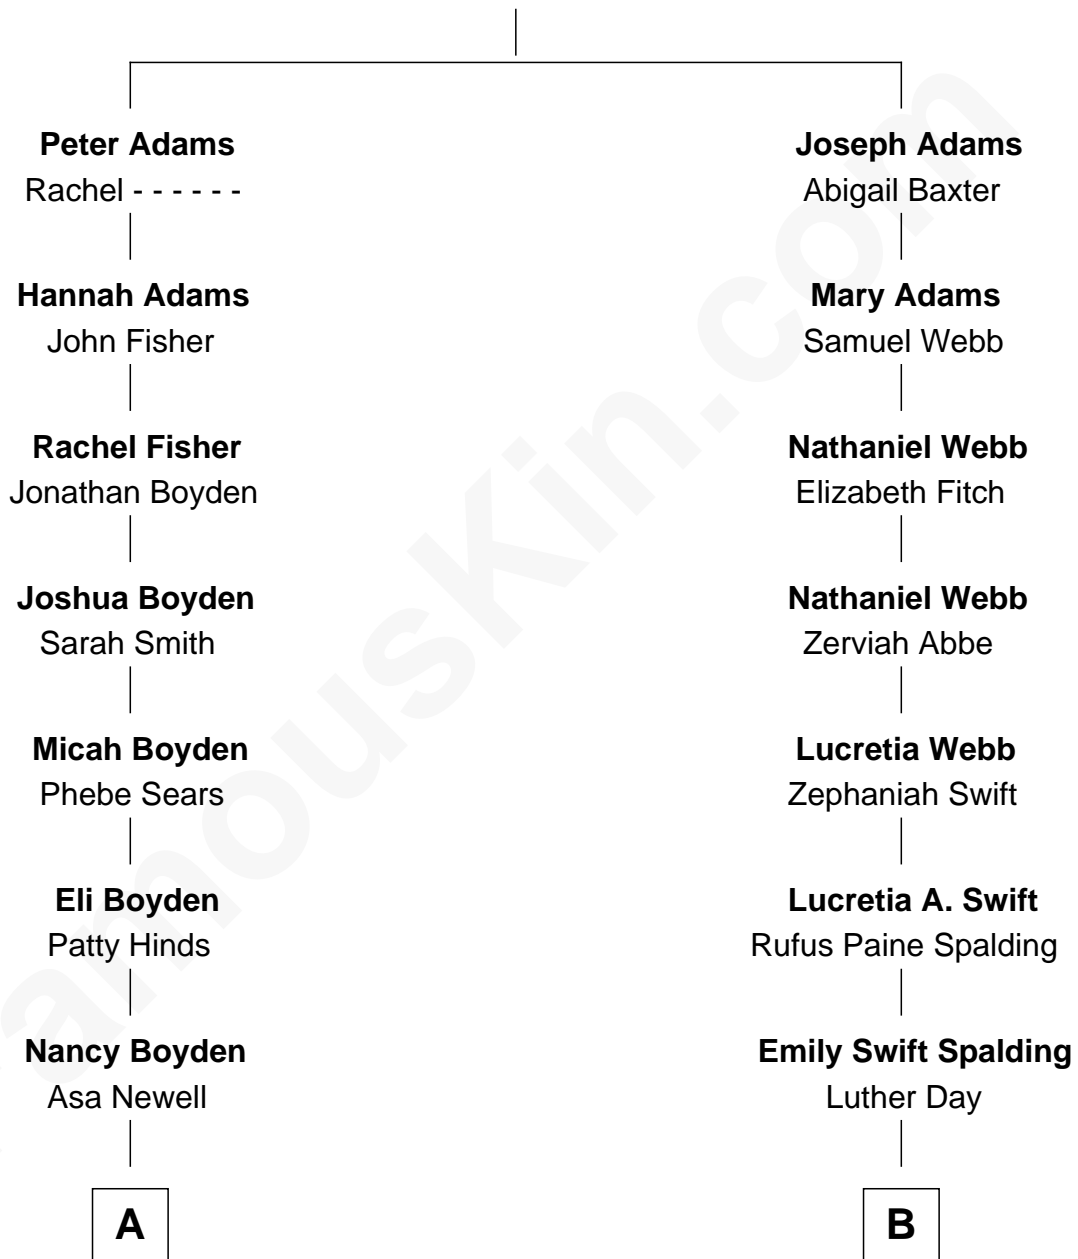 Peter Adams
Rachel - - - - - -
Joseph Adams
Abigail Baxter
Hannah Adams
John Fisher
Mary Adams
Samuel Webb
Rachel Fisher
Jonathan Boyden
Nathaniel Webb
Elizabeth Fitch
Joshua Boyden
Sarah Smith
Nathaniel Webb
Zerviah Abbe
Micah Boyden
Phebe Sears
Lucretia Webb
Zephaniah Swift
Eli Boyden
Patty Hinds
Lucretia A. Swift
Rufus Paine Spalding
Nancy Boyden
Asa Newell
Emily Swift Spalding
Luther Day
A
B
amouskin.com